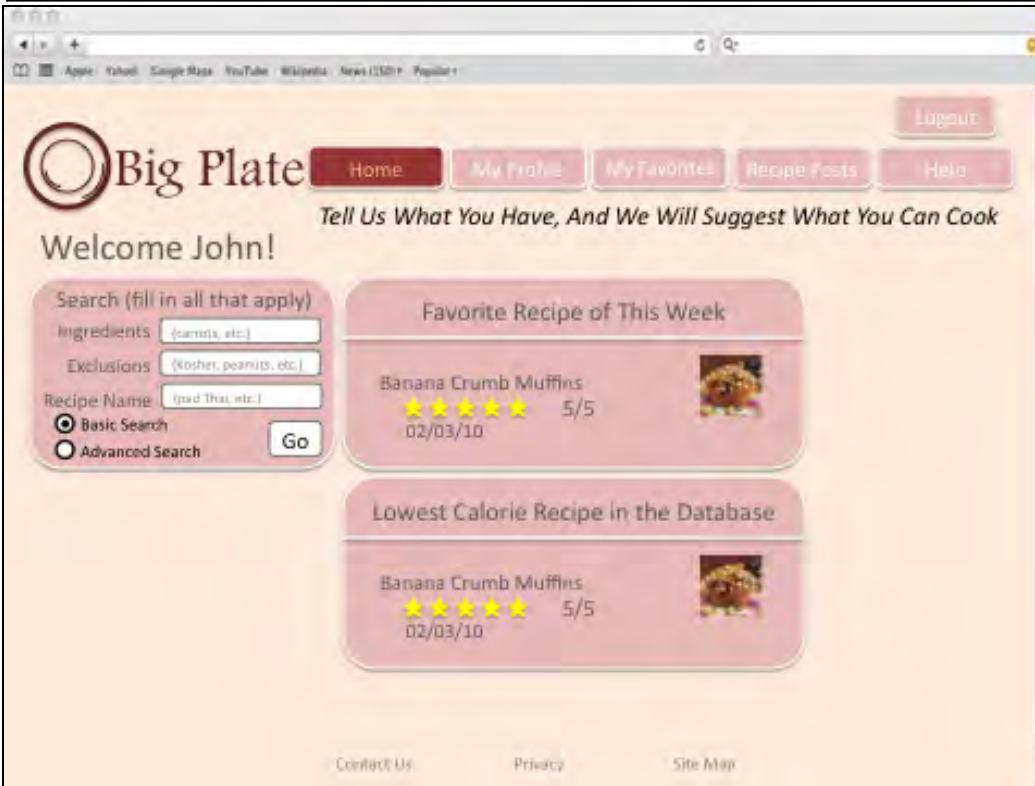 Apple Yahoo! Google Maps YouTube Wikipedia News (150) Popular
Logout
Big Plate
Home My Profile My Favorites Recipe Posts Help
Tell Us What You Have, And We Will Suggest What You Can Cook
Welcome John!
Search (fill in all that apply)
Ingredients (carrots, etc.)
Exclusions (Kosher, peanuts, etc.)
Recipe Name (pad Thai, etc.)
Basic Search
Advanced Search
Go
Favorite Recipe of This Week
Banana Crumb Muffins
5/5
02/03/10
Lowest Calorie Recipe in the Database
Banana Crumb Muffins
5/5
02/03/10
Contact Us Privacy Site Map